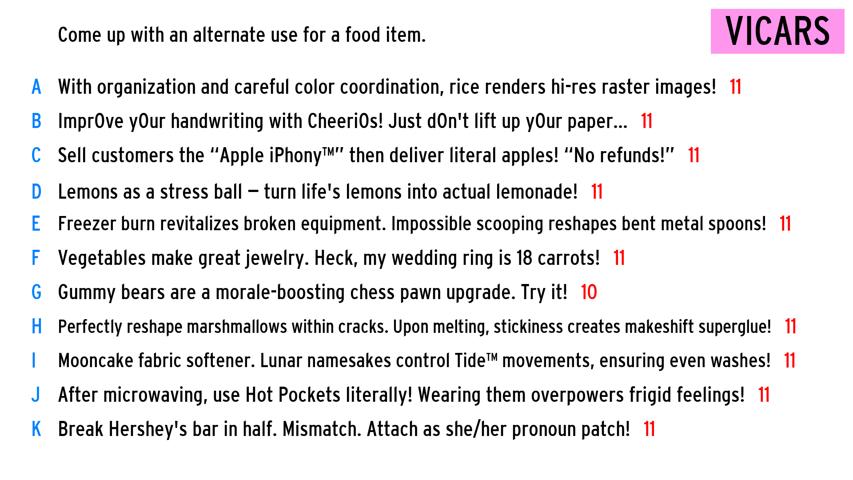 Come up with an alternate use for a food item.
VICARS
A With organization and careful color coordination, rice renders hi-res raster images! 11
B Impr0ve y0ur handwriting with Cheeri0s! Just d0n't lift up y0ur paper... 11
C Sell customers the “Apple iPhony™” then deliver literal apples! “No refunds!” 11
D Lemons as a stress ball – turn life's lemons into actual lemonade! 11
E Freezer burn revitalizes broken equipment. Impossible scooping reshapes bent metal spoons! 11
F Vegetables make great jewelry. Heck, my wedding ring is 18 carrots! 11
G Gummy bears are a morale-boosting chess pawn upgrade. Try it! 10
H Perfectly reshape marshmallows within cracks. Upon melting, stickiness creates makeshift superglue! 11
I Mooncake fabric softener. Lunar namesakes control Tide™ movements, ensuring even washes! 11
J After microwaving, use Hot Pockets literally! Wearing them overpowers frigid feelings! 11
K Break Hershey's bar in half. Mismatch. Attach as she/her pronoun patch! 11